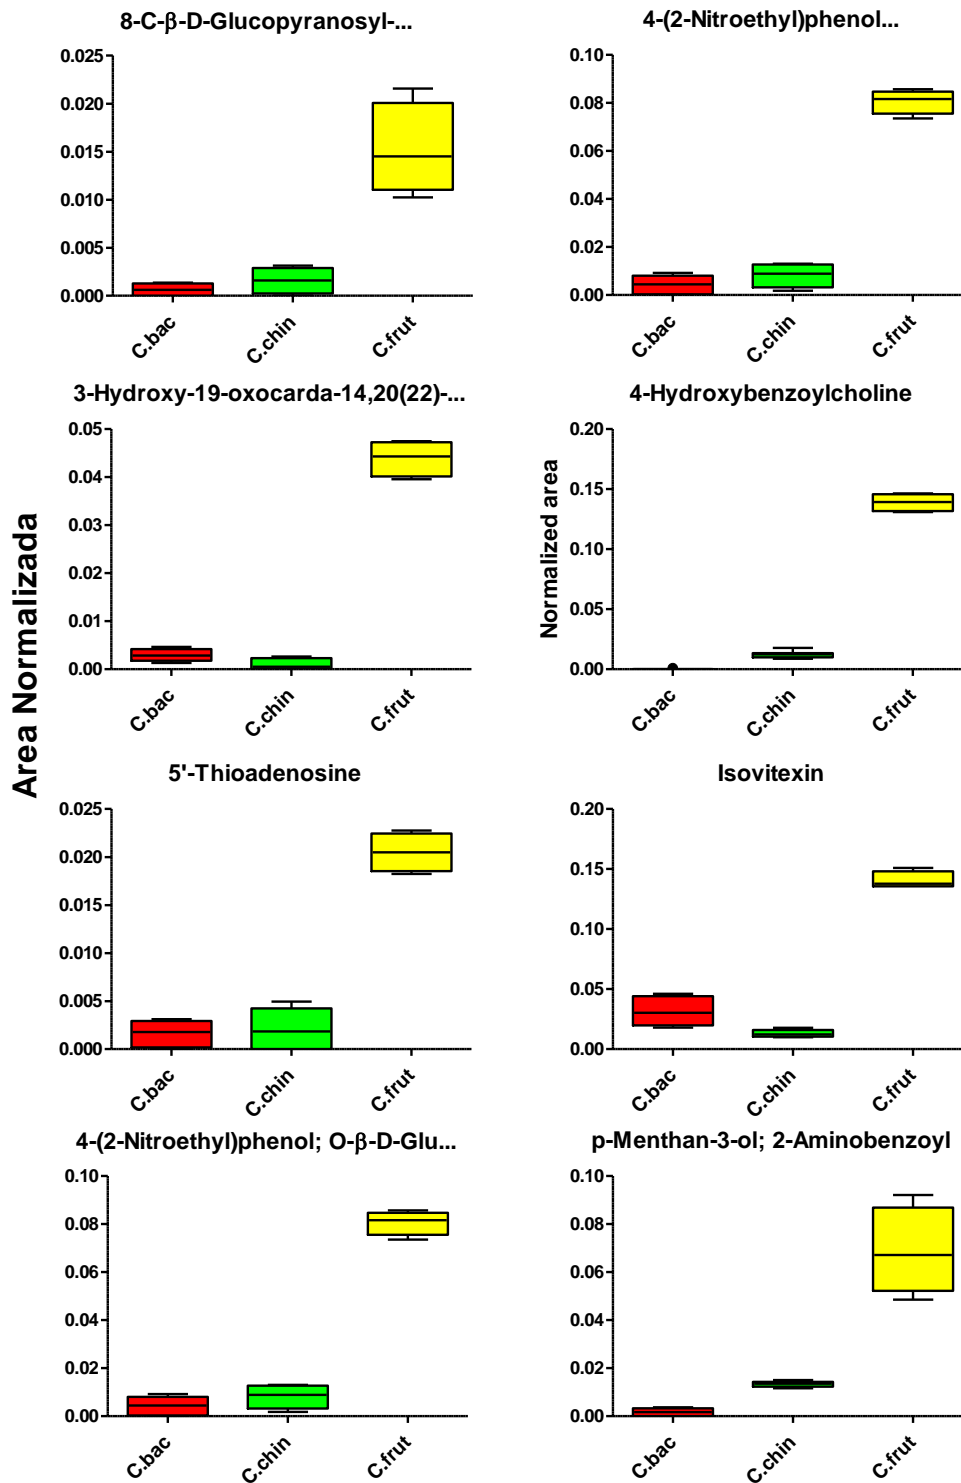 Area Normalizada
8-C-β-D-Glucopyranosyl-...
0.025
0.020
0.015
0.010
0.005
0.000
C.bac
C.chin
C.frut
4-(2-Nitroethyl)phenol...
0.10
0.08
0.06
0.04
0.02
0.00
C.bac
C.chin
C.frut
3-Hydroxy-19-oxocarda-14,20(22)-...
0.05
0.04
0.03
0.02
0.01
0.00
C.bac
C.chin
C.frut
4-Hydroxybenzoylcholine
Normalized area
0.20
0.15
0.10
0.05
0.00
C.bac
C.chin
C.frut
5'-Thioadenosine
0.025
0.020
0.015
0.010
0.005
0.000
C.bac
C.chin
C.frut
Isovitexin
0.20
0.15
0.10
0.05
0.00
C.bac
C.chin
C.frut
4-(2-Nitroethyl)phenol; O-β-D-Glu...
0.10
0.08
0.06
0.04
0.02
0.00
C.bac
C.chin
C.frut
p-Menthan-3-ol; 2-Aminobenzoyl
0.10
0.08
0.06
0.04
0.02
0.00
C.bac
C.chin
C.frut